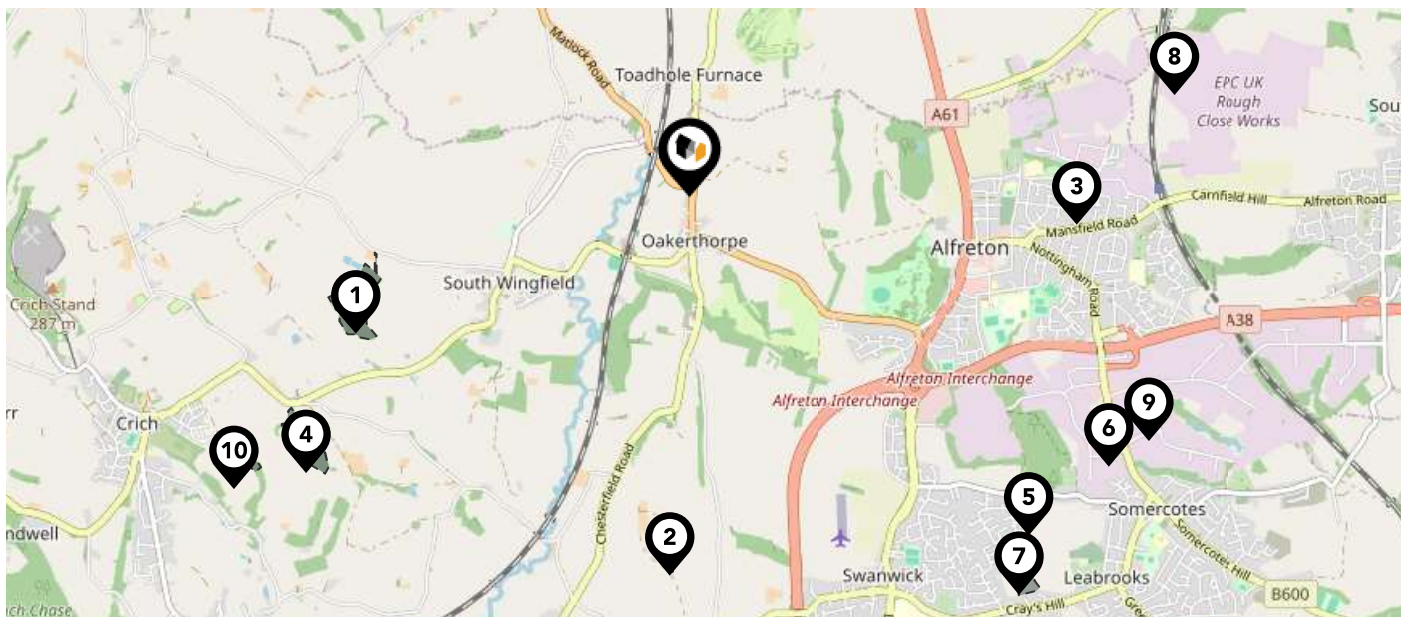 Matlock Road
Toadhole Furnace
8
EPC UK
Rough
Close Works
A61
3
Carnfield Hill
Alfreton Road
Mansfield Road
Oakerthorpe
Alfreton
Nottingham Road
South Wingfield
1
Crich Stand
287 m
A38
Alfreton Interchange
Alfreton Interchange
9
Crich
4
6
10
Chesterfield Road
5
Somercotes
2
7
Somercotes Hill
Swanwick
Leabrooks
B600
Cray's Hill